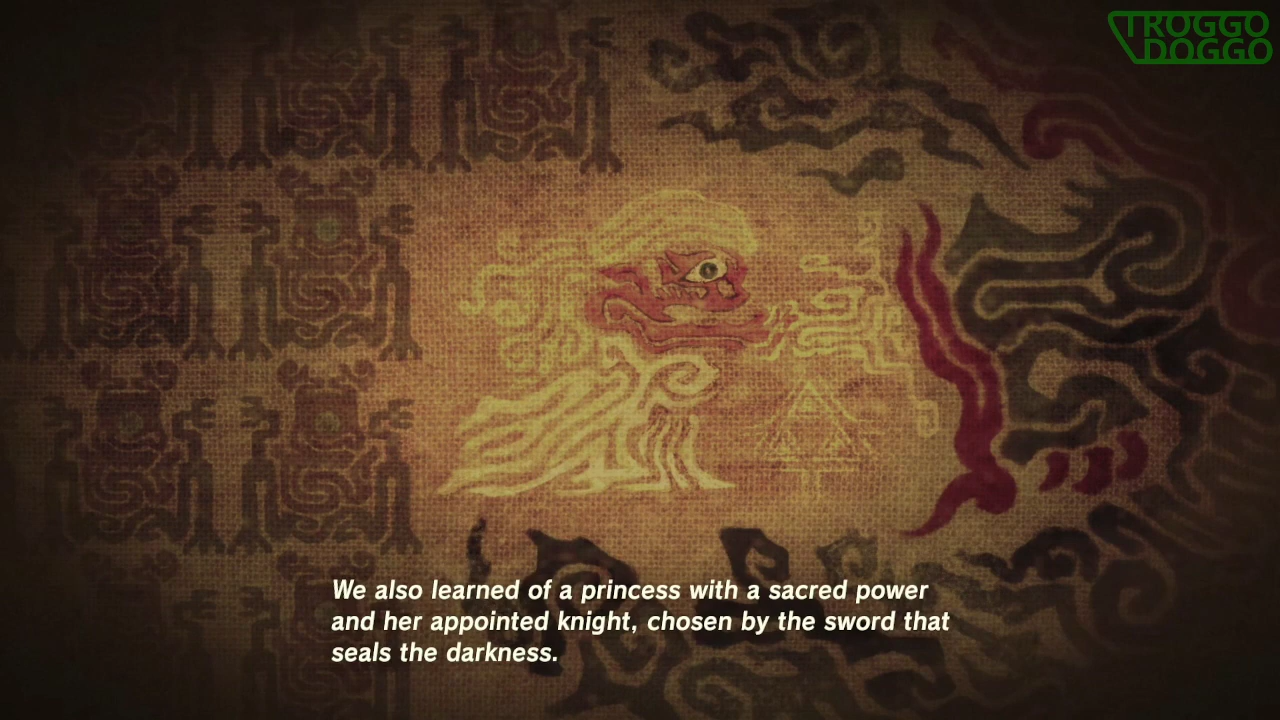 TROGGO
DOGGO
We also learned of a princess with a sacred power
and her appointed knight, chosen by the sword that
seals the darkness.